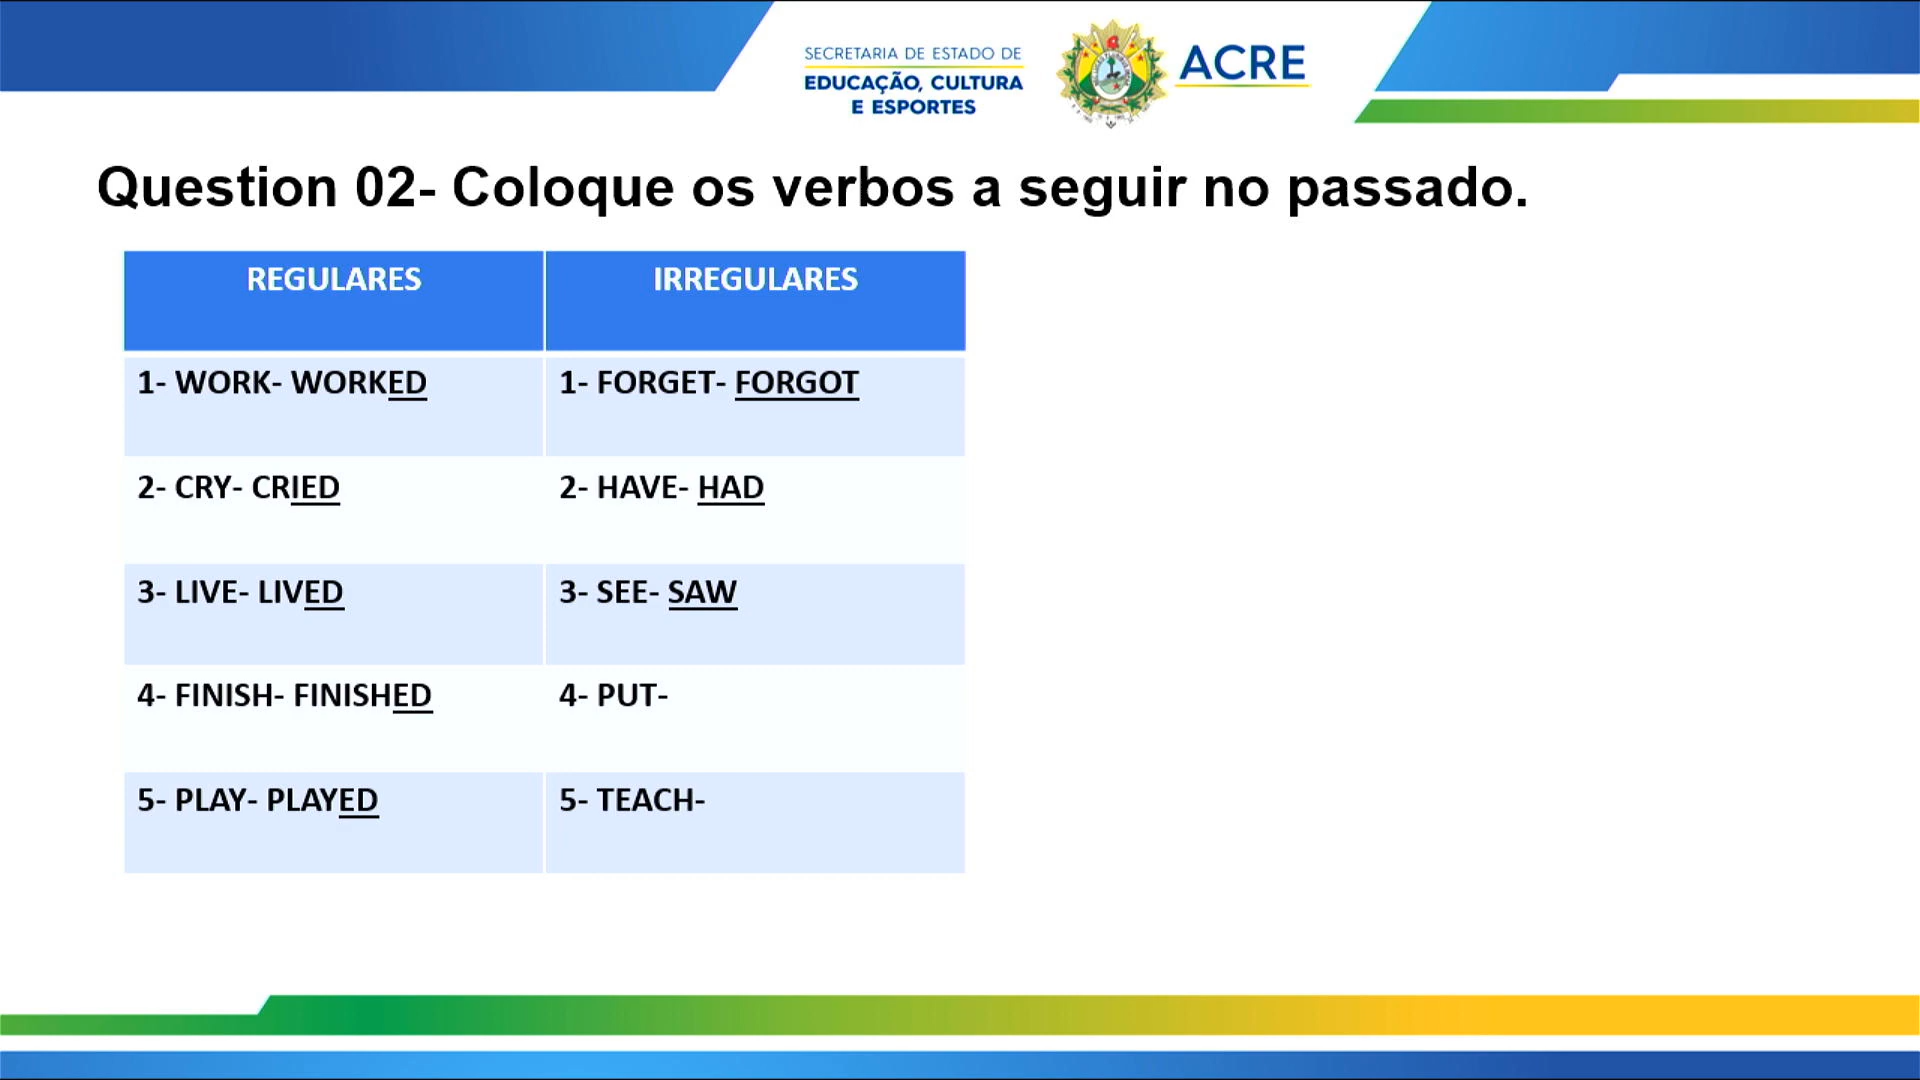 SECRETARIA DE ESTADO DE
EDUCAÇÃO, CULTURA
E ESPORTES
ACRE
Question 02- Coloque os verbos a seguir no passado.
REGULARES
IRREGULARES
1- WORK- WORKED
1- FORGET- FORGOT
2- CRY- CRIED
2- HAVE- HAD
3- LIVE- LIVED
3- SEE- SAW
4- FINISH- FINISHED
4- PUT-
5- PLAY- PLAYED
5- TEACH-